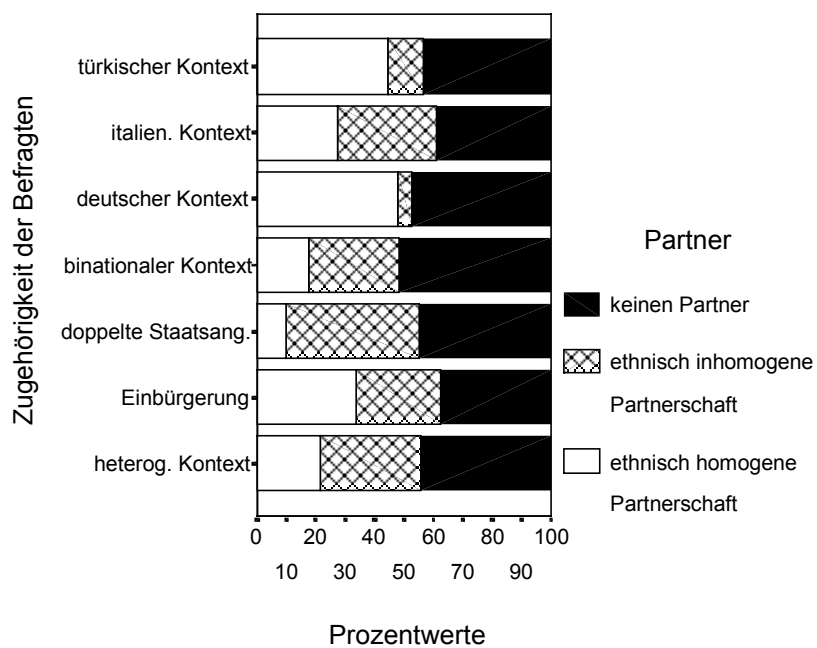 Zugehörigkeit der Befragten
türkischer Kontext
italien. Kontext
deutscher Kontext
binationaler Kontext
doppelte Staatsang.
Einbürgerung
heterog. Kontext
0 20 40 60 80 100
10 30 50 70 90
Prozentwerte
Partner
keinen Partner
ethnisch inhomogene
Partnerschaft
ethnisch homogene
Partnerschaft